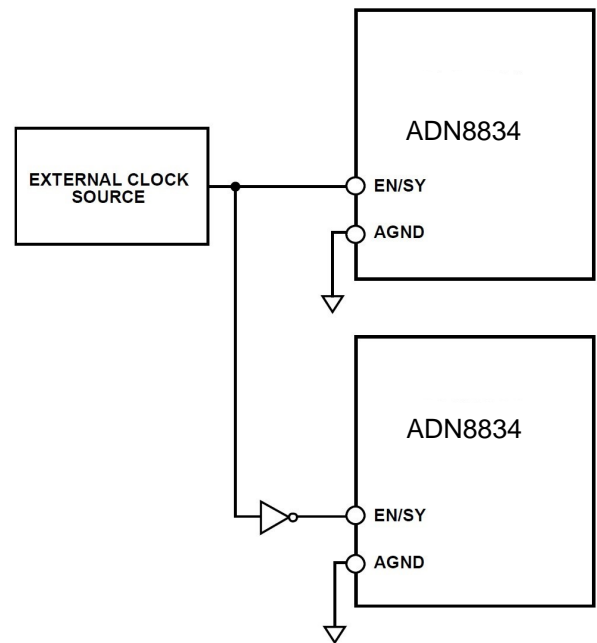 ADN8834
EXTERNAL CLOCK
SOURCE
EN/SY
AGND
ADN8834
EN/SY
AGND